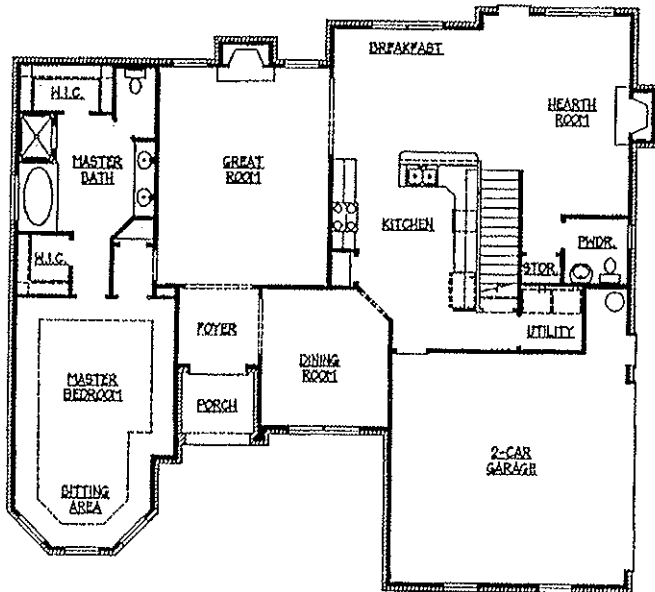 BREAKFAST
W.I.C.
HEARTH
ROOM
MASTER
BATH
GREAT
ROOM
KITCHEN
PWDR.
W.I.C.
STOR.
FOYER
UTILITY
DINING
ROOM
MASTER
BEDROOM
PORCH
2-CAR
GARAGE
SITTING
AREA